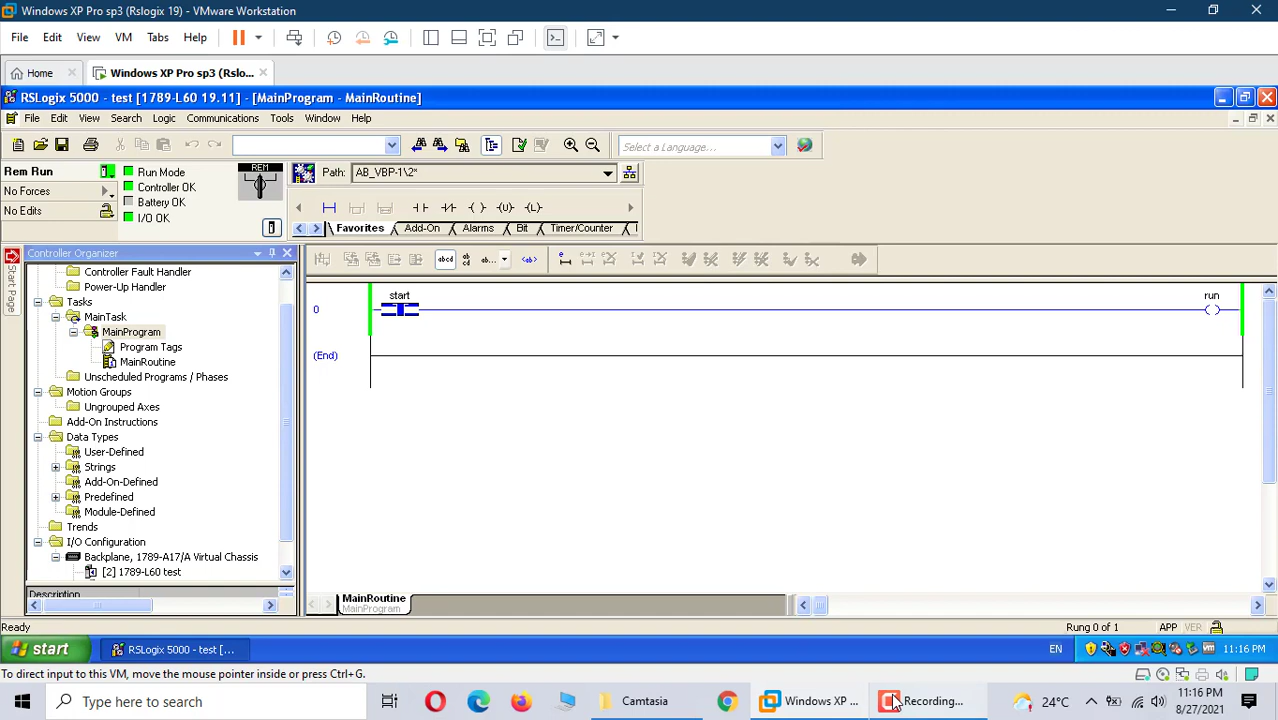 Windows XP Pro sp3 (Rslogix 19) - VMware Workstation
File Edit View VM Tabs Help
Home
Windows XP Pro sp3 (Rslo...
RSLogix 5000 - test [1789-L60 19.11] - [MainProgram - MainRoutine]
File Edit View Search Logic Communications Tools Window Help
Select a Language...
Rem Run
No Forces
No Edits
Run Mode
Controller OK
Battery OK
I/O OK
REM
Path: AB_VBP-1\2*
Favorites Add-On Alarms Bit Timer/Counter
Start Page
Controller Organizer
Controller Fault Handler
Power-Up Handler
Tasks
MainTask
MainProgram
Program Tags
MainRoutine
Unscheduled Programs / Phases
Motion Groups
Ungrouped Axes
Add-On Instructions
Data Types
User-Defined
Strings
Add-On-Defined
Predefined
Module-Defined
Trends
I/O Configuration
Backplane, 1789-A17/A Virtual Chassis
[2] 1789-L60 test
Description
abcd
ab cd
ab...
<ab>
start
run
0
(End)
MainRoutine
MainProgram
Ready
Rung 0 of 1 APP VER
start
RSLogix 5000 - test [...
EN
11:16 PM
To direct input to this VM, move the mouse pointer inside or press Ctrl+G.
Type here to search
Camtasia
Windows XP ...
Recording...
24°C
11:16 PM
8/27/2021